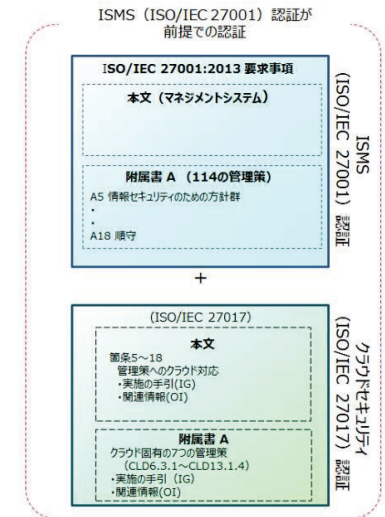 ISMS（ISO/IEC 27001）認証が
前提での認証
ISO/IEC 27001:2013 要求事項
本文（マネジメントシステム）
附属書 A （114の管理策）
A5 情報セキュリティのための方針群
・
・
A18 順守
ISMS
(ISO/IEC 27001) 認証
+
(ISO/IEC 27017)
本文
箇条5～18
管理策へのクラウド対応
・実施の手引(IG)
・関連情報(OI)
附属書 A
クラウド固有の7つの管理策
（CLD6.3.1～CLD13.1.4）
・実施の手引（IG）
・関連情報(OI)
クラウドセキュリティ
(ISO/IEC 27017) 認証